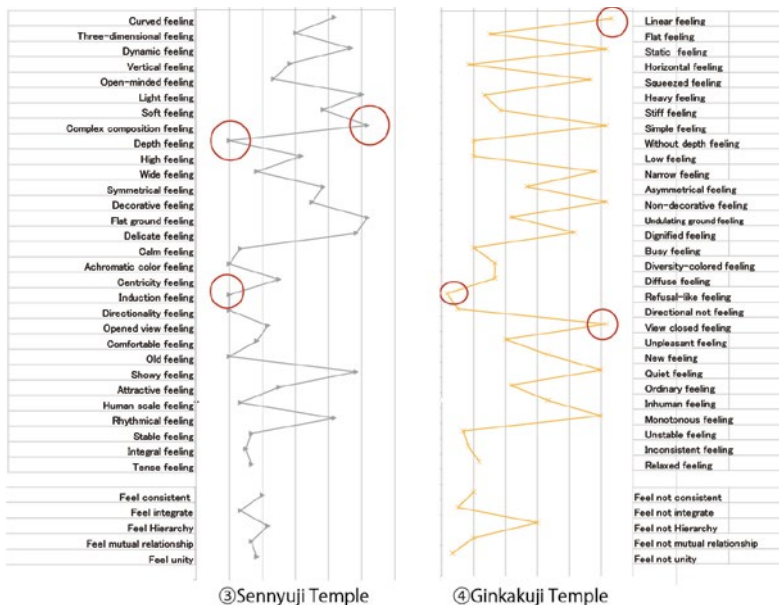 Curved feeling Linear feeling
Three-dimensional feeling Flat feeling
Dynamic feeling Static feeling
Vertical feeling Horizontal feeling
Open-minded feeling Squeezed feeling
Light feeling Heavy feeling
Soft feeling Stiff feeling
Complex composition feeling Simple feeling
Depth feeling Without depth feeling
High feeling Low feeling
Wide feeling Narrow feeling
Symmetrical feeling Asymmetrical feeling
Decorative feeling Non-decorative feeling
Flat ground feeling Undulating ground feeling
Delicate feeling Dignified feeling
Calm feeling Busy feeling
Achromatic color feeling Diversity-colored feeling
Centricity feeling Diffuse feeling
Induction feeling Refusal-like feeling
Directionality feeling Directional not feeling
Opened view feeling View closed feeling
Comfortable feeling Unpleasant feeling
Old feeling New feeling
Showy feeling Quiet feeling
Attractive feeling Ordinary feeling
Human scale feeling Inhuman feeling
Rhythmical feeling Monotonous feeling
Stable feeling Unstable feeling
Integral feeling Inconsistent feeling
Tense feeling Relaxed feeling
Feel consistent Feel not consistent
Feel integrate Feel not integrate
Feel Hierarchy Feel not Hierarchy
Feel mutual relationship Feel not mutual relationship
Feel unity Feel not unity
③Sennyuji Temple ④Ginkakuji Temple